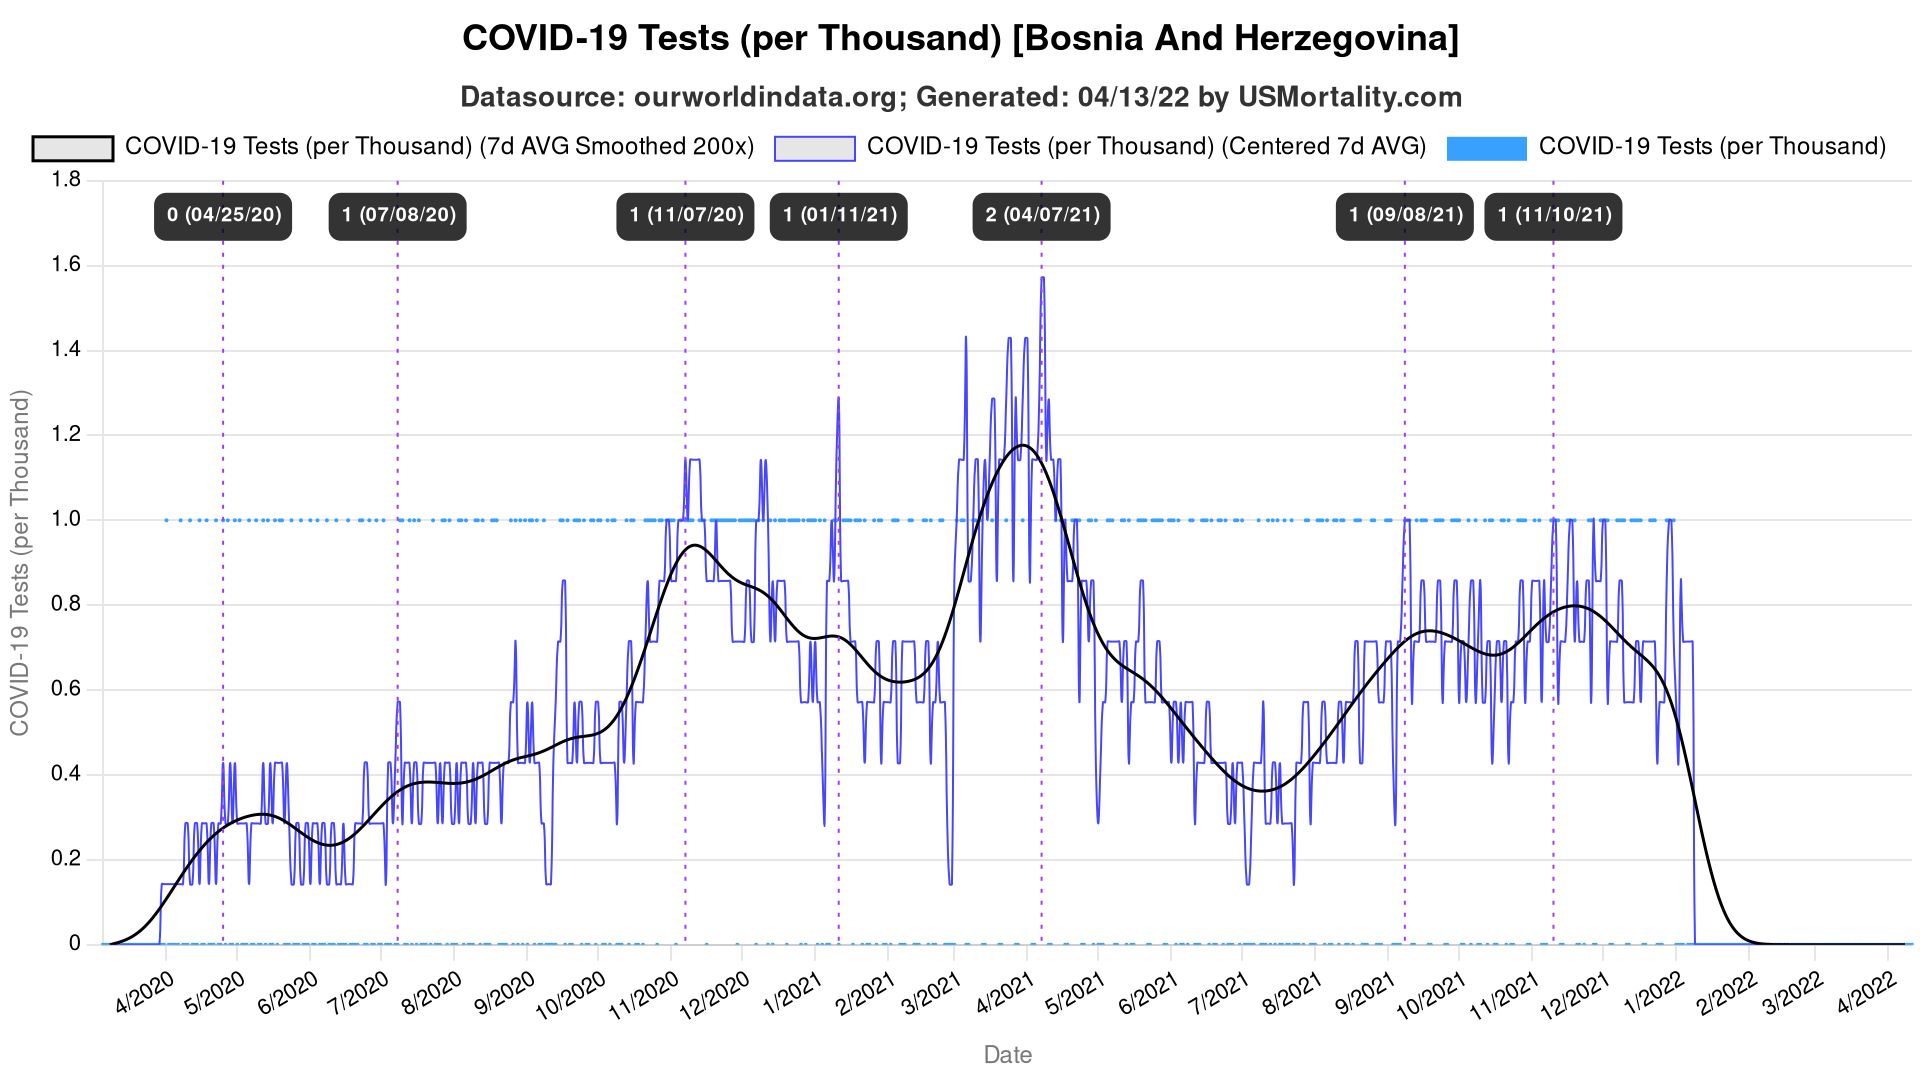 COVID-19 Tests (per Thousand) [Bosnia And Herzegovina]
Datasource: ourworldindata.org; Generated: 04/13/22 by USMortality.com
COVID-19 Tests (per Thousand) (7d AVG Smoothed 200x) COVID-19 Tests (per Thousand) (Centered 7d AVG) COVID-19 Tests (per Thousand)
0 (04/25/20) 1 (07/08/20) 1 (11/07/20) 1 (01/11/21) 2 (04/07/21) 1 (09/08/21) 1 (11/10/21)
COVID-19 Tests (per Thousand)
1.8
1.6
1.4
1.2
1.0
0.8
0.6
0.4
0.2
0
4/2020 5/2020 6/2020 7/2020 8/2020 9/2020 10/2020 11/2020 12/2020 1/2021 2/2021 3/2021 4/2021 5/2021 6/2021 7/2021 8/2021 9/2021 10/2021 11/2021 12/2021 1/2022 2/2022 3/2022 4/2022
Date